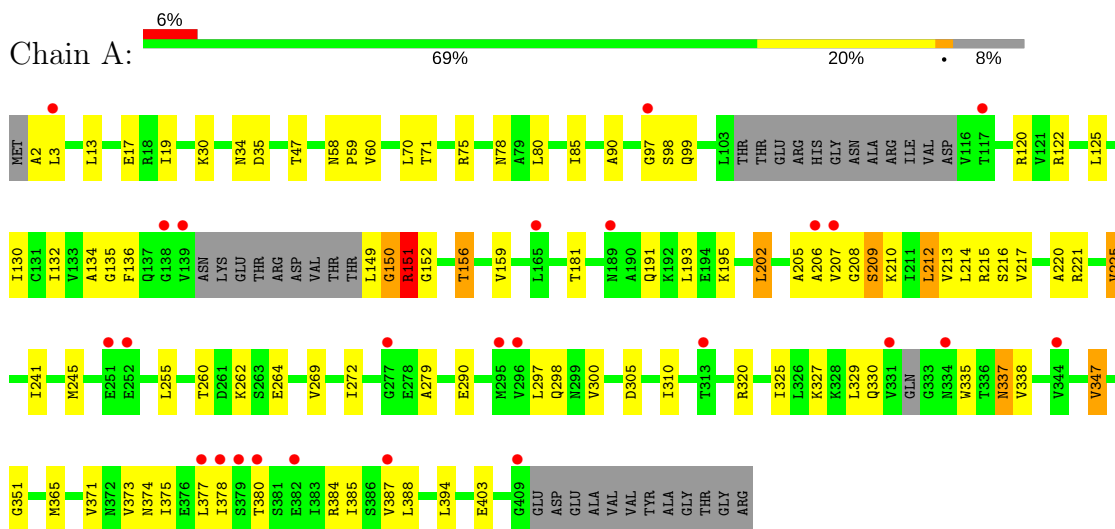 6%
Chain A:
69% 20% • 8%
MET A2 L3 L13 E17 R18 I19 K30 N34 D35 T47 N58 P59 V60 L70 T71 R75 N78 A79 L80 I85 A90 G97 S98 Q99 L103 THR THR GLU ARG HIS GLY ASN ALA ARG ILE VAL ASP V116 T117 R120 V121 R122 L125
I130 C131 I132 V133 A134 G135 F136 Q137 G138 V139 ASN LYS GLU THR ARG ASP VAL THR THR L149 G150 R151 G152 T156 V159 L165 T181 N189 A190 Q191 K192 L193 E194 K195 L202 A205 A206 V207 G208 S209 K210 I211 L212 V213 L214 R215 S216 V217 A220 R221
I241 M245 E251 E252 L255 T260 D261 K262 S263 E264 V269 I272 G277 E278 A279 E290 M295 V296 L297 Q298 N299 V300 D305 I310 T313 R320 I325 L326 K327 K328 L329 Q330 V331 GLN G333 N334 W335 T336 N337 V338 V344 V347
G351 M365 V371 N372 V373 N374 I375 E376 L377 I378 S379 T380 S381 E382 I383 R384 I385 S386 V387 L388 L394 E403 G409 GLU ASP GLU ALA VAL VAL TYR ALA GLY THR GLY ARG